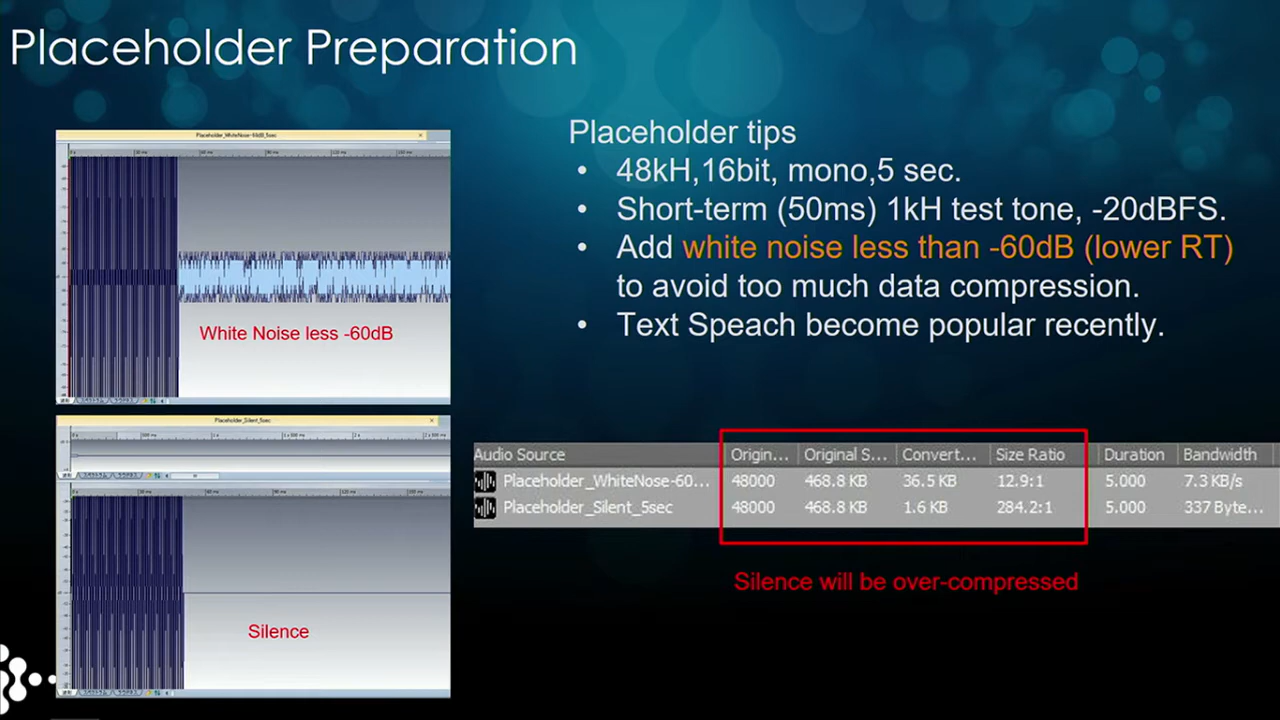 Placeholder Preparation
Placeholder_WhiteNose-60dB_5sec
White Noise less -60dB
Placeholder_Silent_5sec
Silence
Placeholder tips
• 48kH,16bit, mono,5 sec.
• Short-term (50ms) 1kH test tone, -20dBFS.
• Add white noise less than -60dB (lower RT)
to avoid too much data compression.
• Text Speach become popular recently.
Audio Source Origin... Original S... Convert... Size Ratio Duration Bandwidth
Placeholder_WhiteNose-60... 48000 468.8 KB 36.5 KB 12.9:1 5.000 7.3 KB/s
Placeholder_Silent_5sec 48000 468.8 KB 1.6 KB 284.2:1 5.000 337 Byte...
Silence will be over-compressed